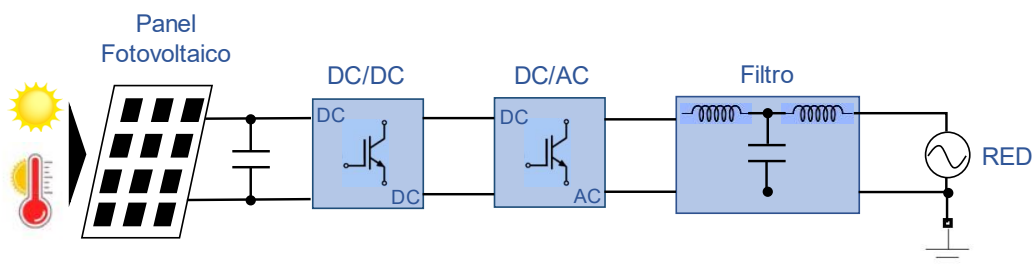 Panel
Fotovoltaico
DC/DC
DC/AC
Filtro
DC
DC
DC
AC
RED